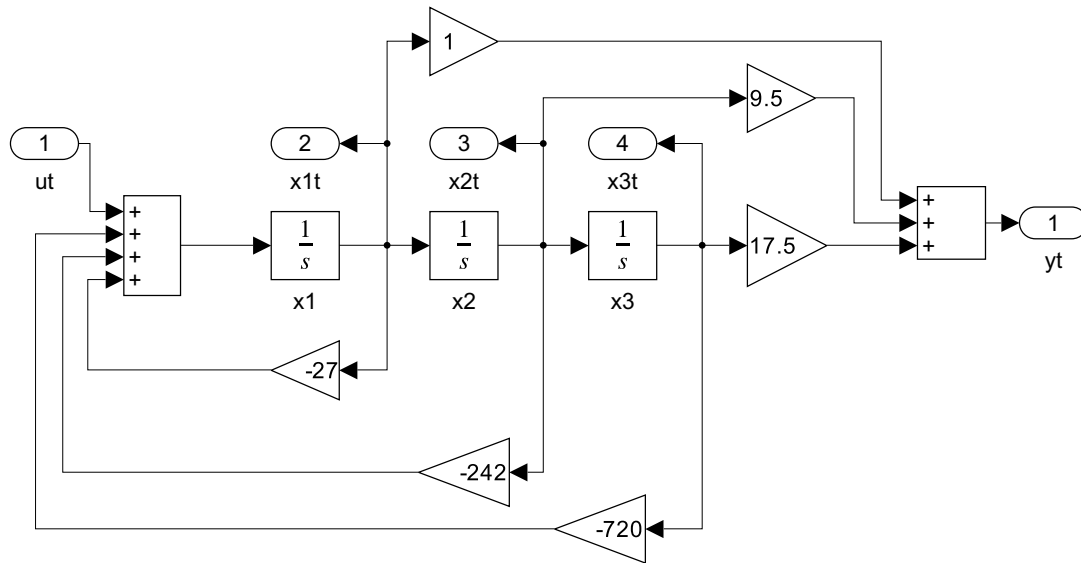 1
9.5
1
ut
2
x1t
3
x2t
4
x3t
+
+
+
+
1
s
x1
1
s
x2
1
s
x3
17.5
+
+
+
1
yt
-27
-242
-720